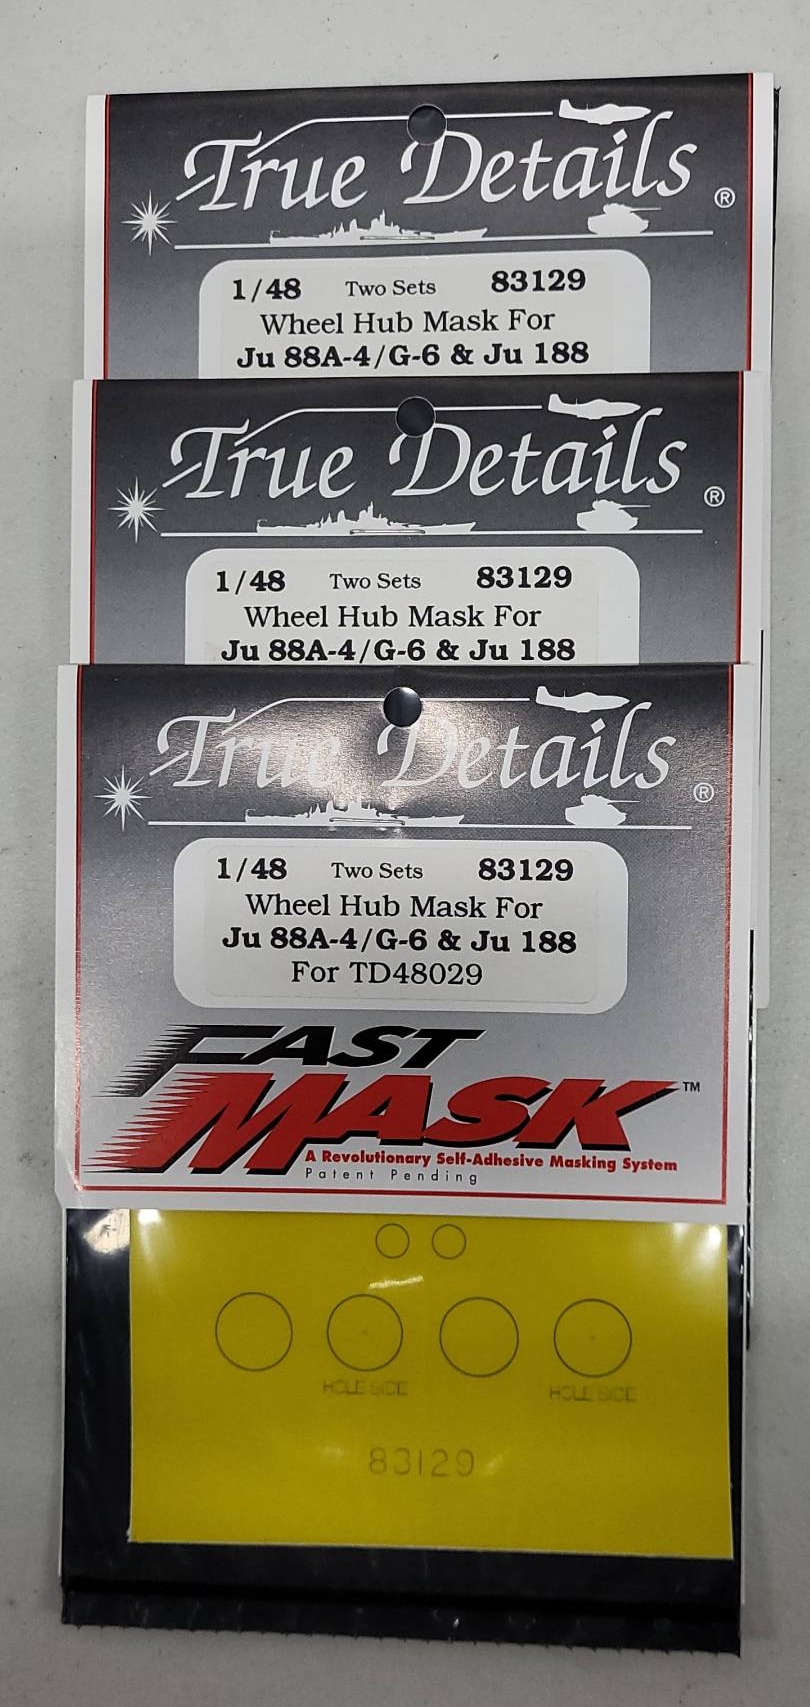 True Details ®
1/48 Two Sets 83129
Wheel Hub Mask For
Ju 88A-4/G-6 & Ju 188
True Details ®
1/48 Two Sets 83129
Wheel Hub Mask For
Ju 88A-4/G-6 & Ju 188
True Details ®
1/48 Two Sets 83129
Wheel Hub Mask For
Ju 88A-4/G-6 & Ju 188
For TD48029
FAST
MASK ™
A Revolutionary Self-Adhesive Masking System
Patent Pending
HOLE SIDE HOLE SIDE
83129